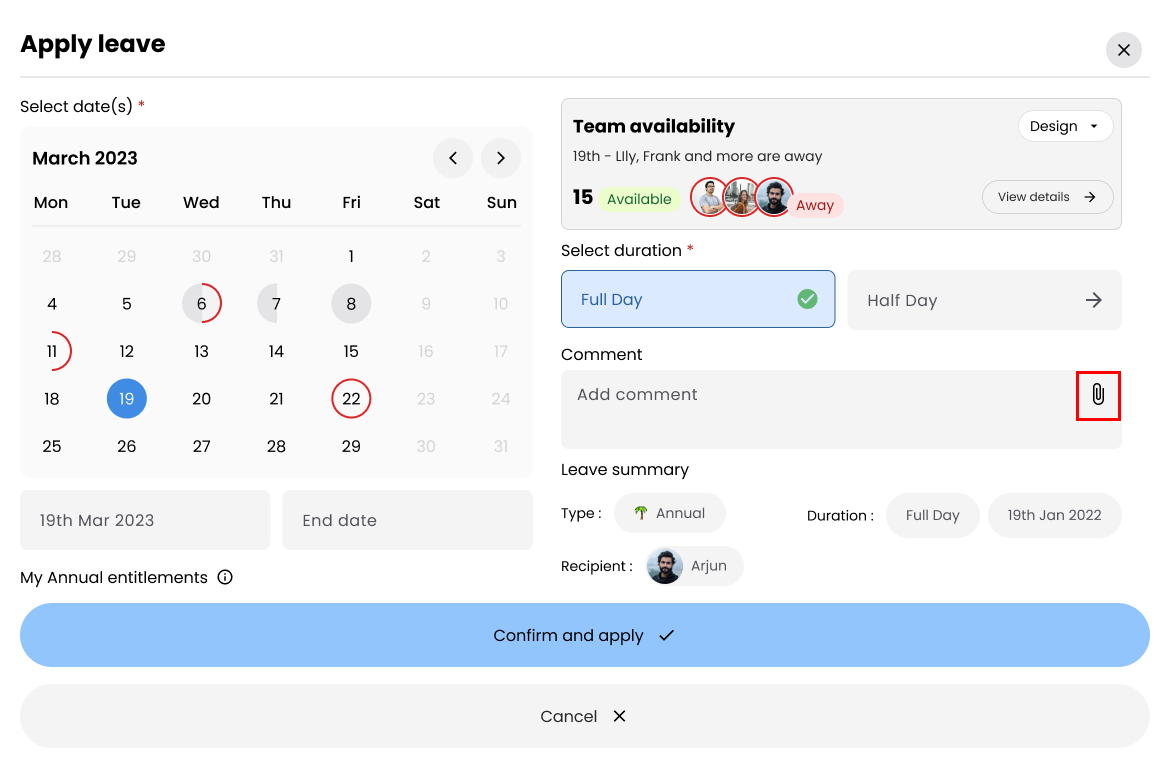 Apply leave
Select date(s) *
March 2023
Mon Tue Wed Thu Fri Sat Sun
28 29 30 31 1 2 3
4 5 6 7 8 9 10
11 12 13 14 15 16 17
18 19 20 21 22 23 24
25 26 27 28 29 30 31
19th Mar 2023 End date
My Annual entitlements
Team availability
Design
19th - LIly, Frank and more are away
15 Available Away View details
Select duration *
Full Day Half Day
Comment
Add comment
Leave summary
Type : Annual Duration : Full Day 19th Jan 2022
Recipient : Arjun
Confirm and apply
Cancel